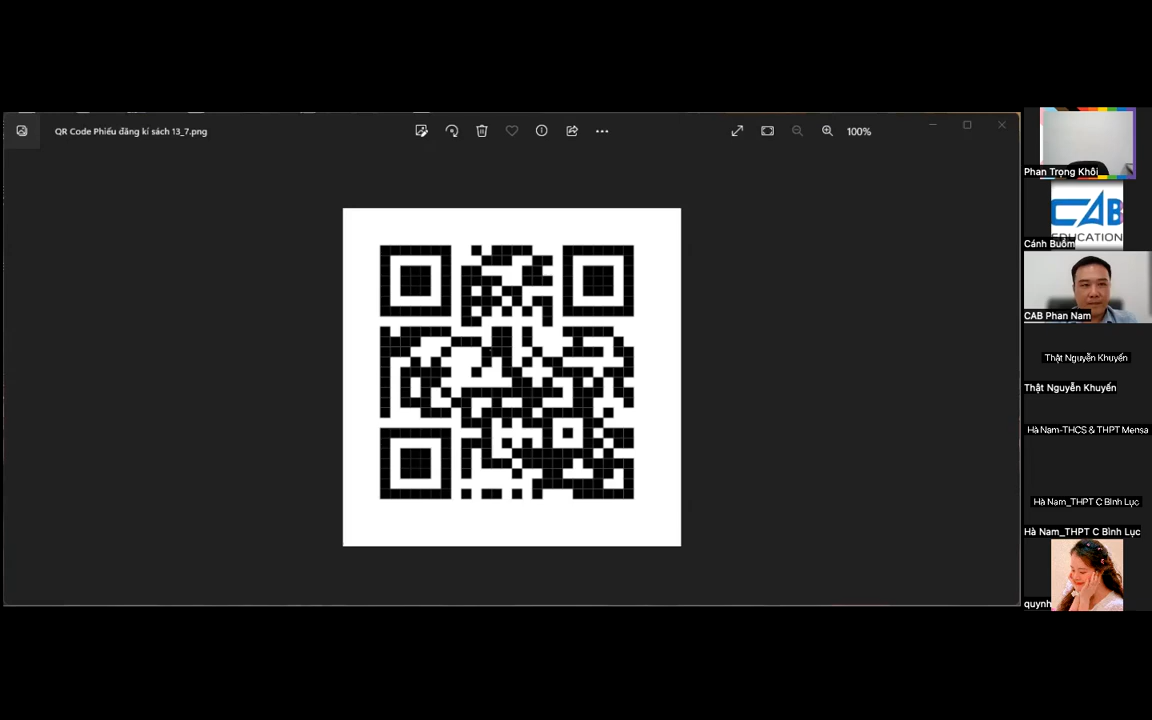 QR Code Phiếu đăng kí sách 13_7.png
100%
Phan Trọng Khôi
CAB
EDUCATION
Cánh Buồm
CAB Phan Nam
Thật Nguyễn Khuyến
Thật Nguyễn Khuyến
Hà Nam-THCS & THPT Mensa
Hà Nam_THPT C Bình Lục
Hà Nam_THPT C Bình Lục
quynh